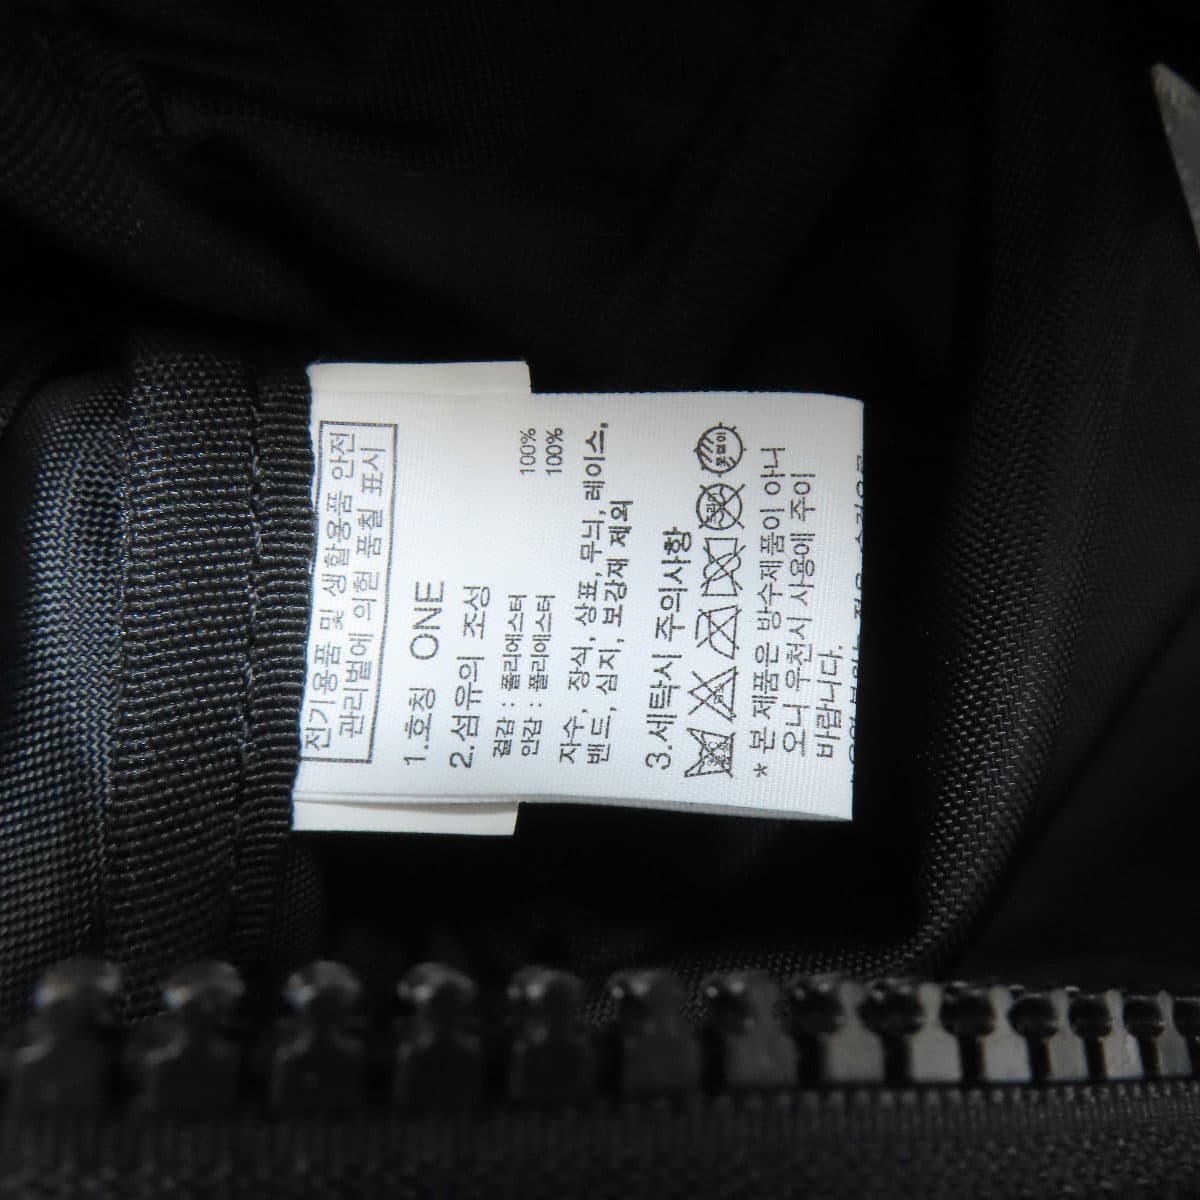 전기용품 및 생활용품 안전
관리법에 의한 품질 표시
1.호칭 ONE
2.섬유의 조성
겉감 : 폴리에스터 100%
안감 : 폴리에스터 100%
자수, 장식, 상표, 무늬, 레이스,
밴드, 심지, 보강재 제외
3.세탁시 주의사항
* 본 제품은 방수제품이 아니
오니 우천시 사용에 주의
바랍니다.